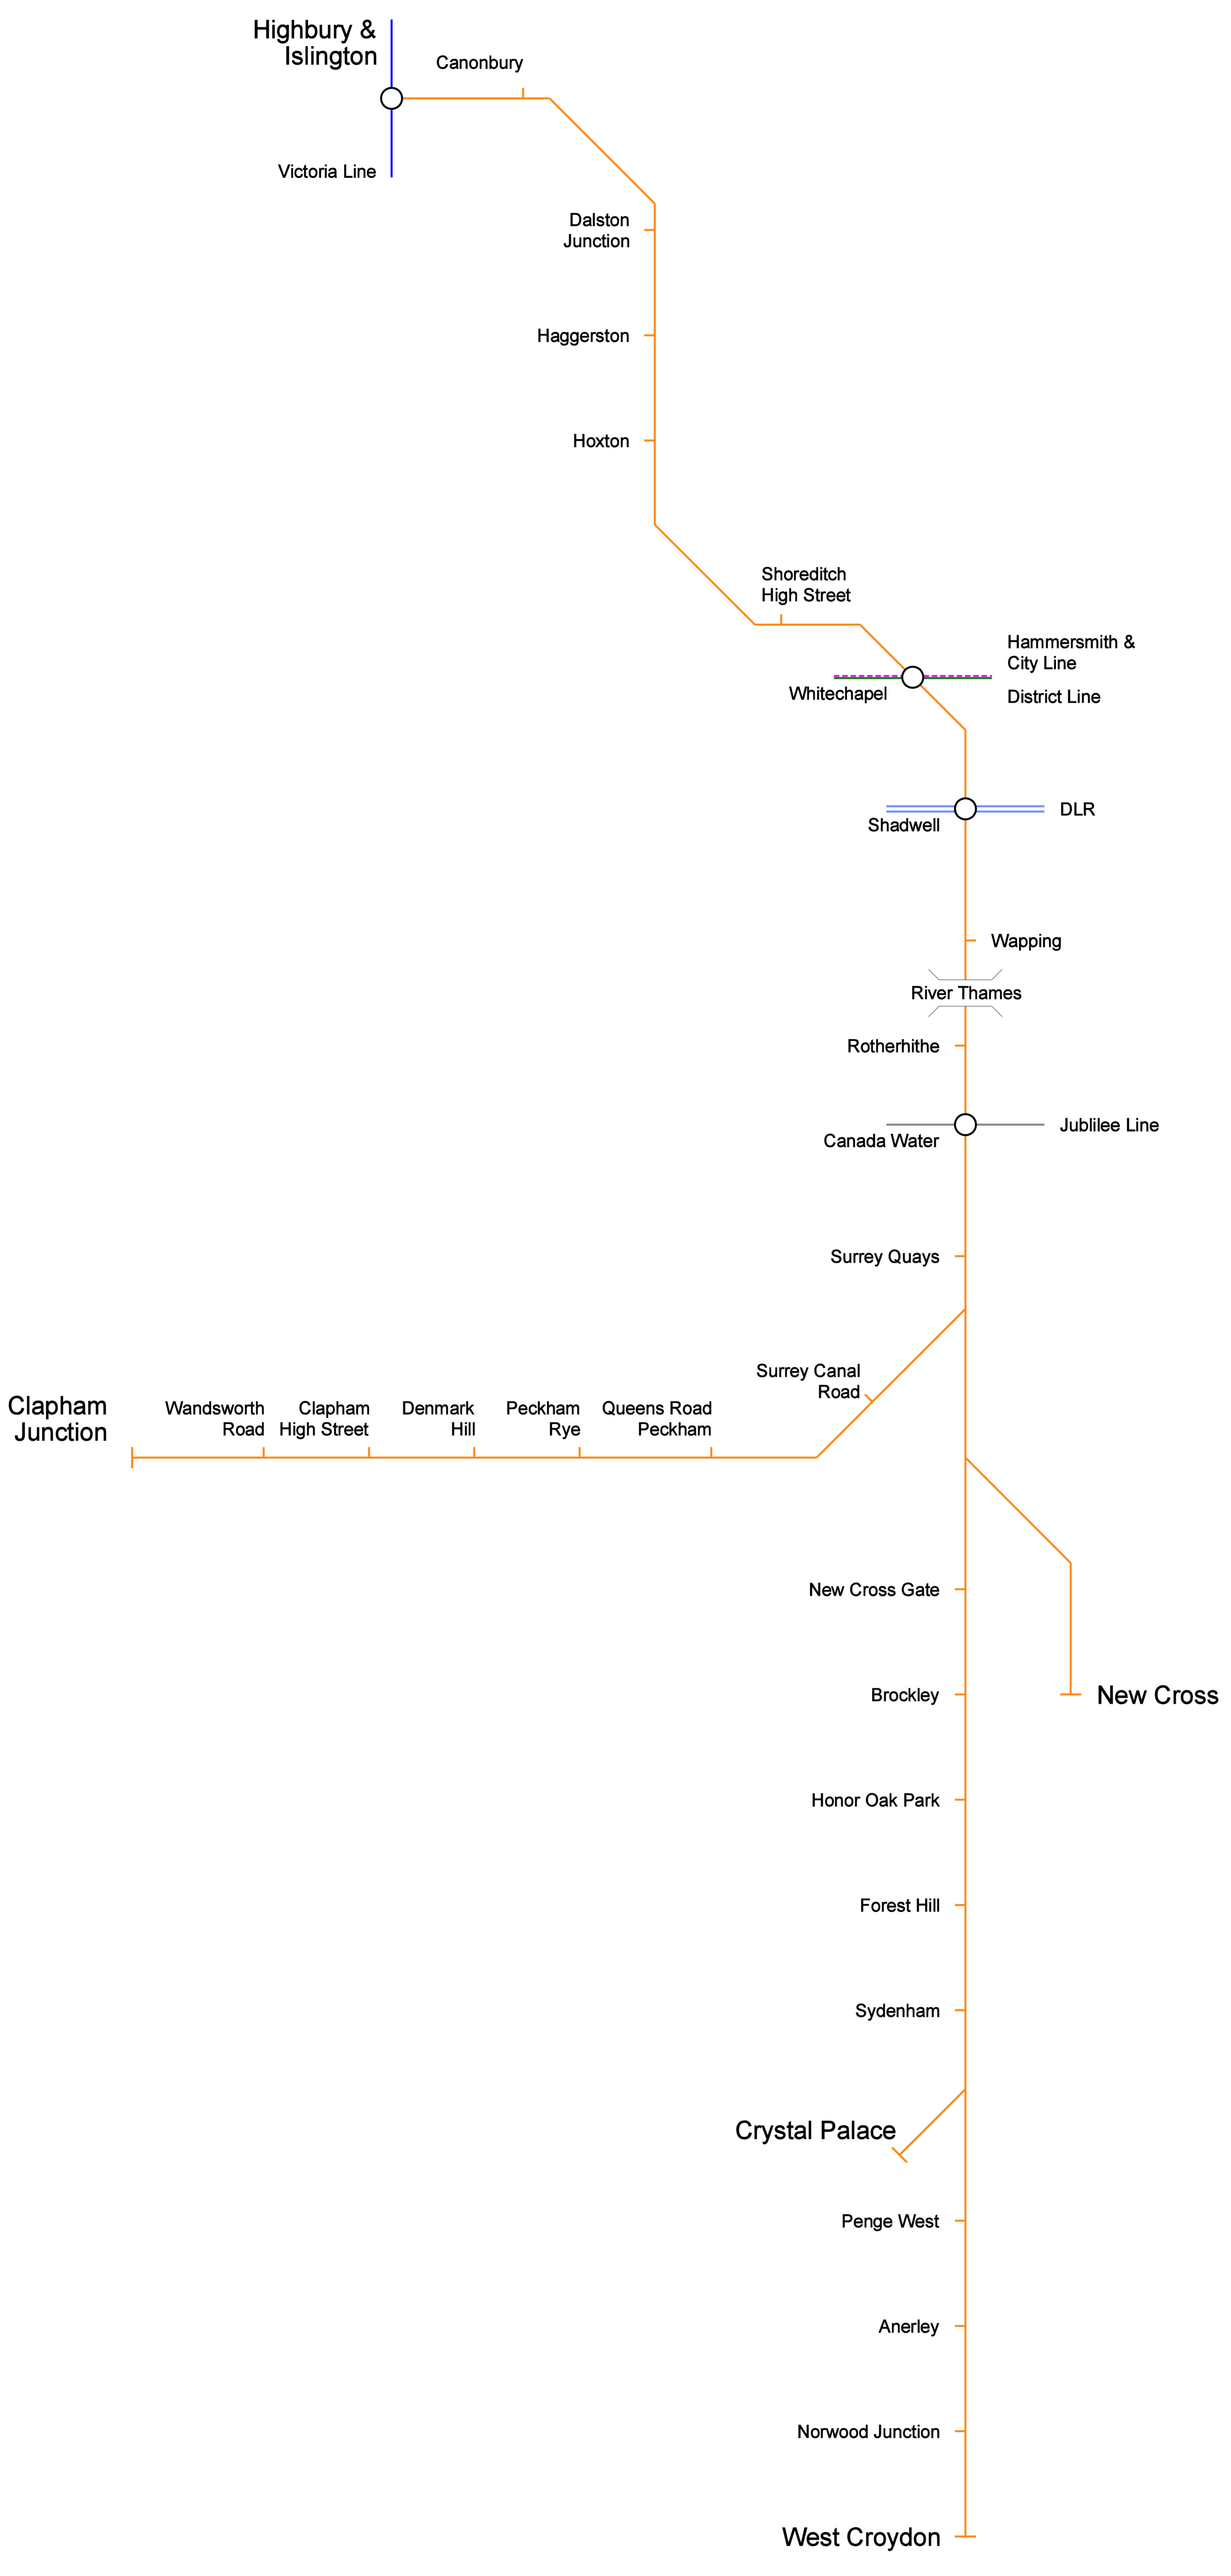 Highbury &
Islington
Canonbury
Victoria Line
Dalston
Junction
Haggerston
Hoxton
Shoreditch
High Street
Hammersmith &
City Line
Whitechapel
District Line
DLR
Shadwell
Wapping
River Thames
Rotherhithe
Jublilee Line
Canada Water
Surrey Quays
Surrey Canal
Road
Clapham
Junction
Wandsworth
Road
Clapham
High Street
Denmark
Hill
Peckham
Rye
Queens Road
Peckham
New Cross Gate
Brockley
New Cross
Honor Oak Park
Forest Hill
Sydenham
Crystal Palace
Penge West
Anerley
Norwood Junction
West Croydon